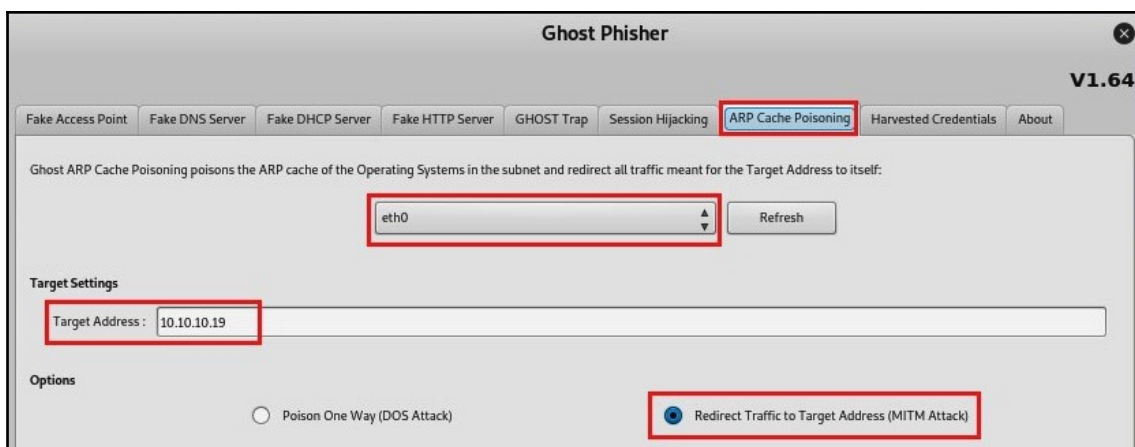 Ghost Phisher
V1.64
Fake Access Point Fake DNS Server Fake DHCP Server Fake HTTP Server GHOST Trap Session Hijacking ARP Cache Poisoning Harvested Credentials About
Ghost ARP Cache Poisoning poisons the ARP cache of the Operating Systems in the subnet and redirect all traffic meant for the Target Address to itself:
eth0 Refresh
Target Settings
Target Address : 10.10.10.19
Options
Poison One Way (DOS Attack) Redirect Traffic to Target Address (MITM Attack)